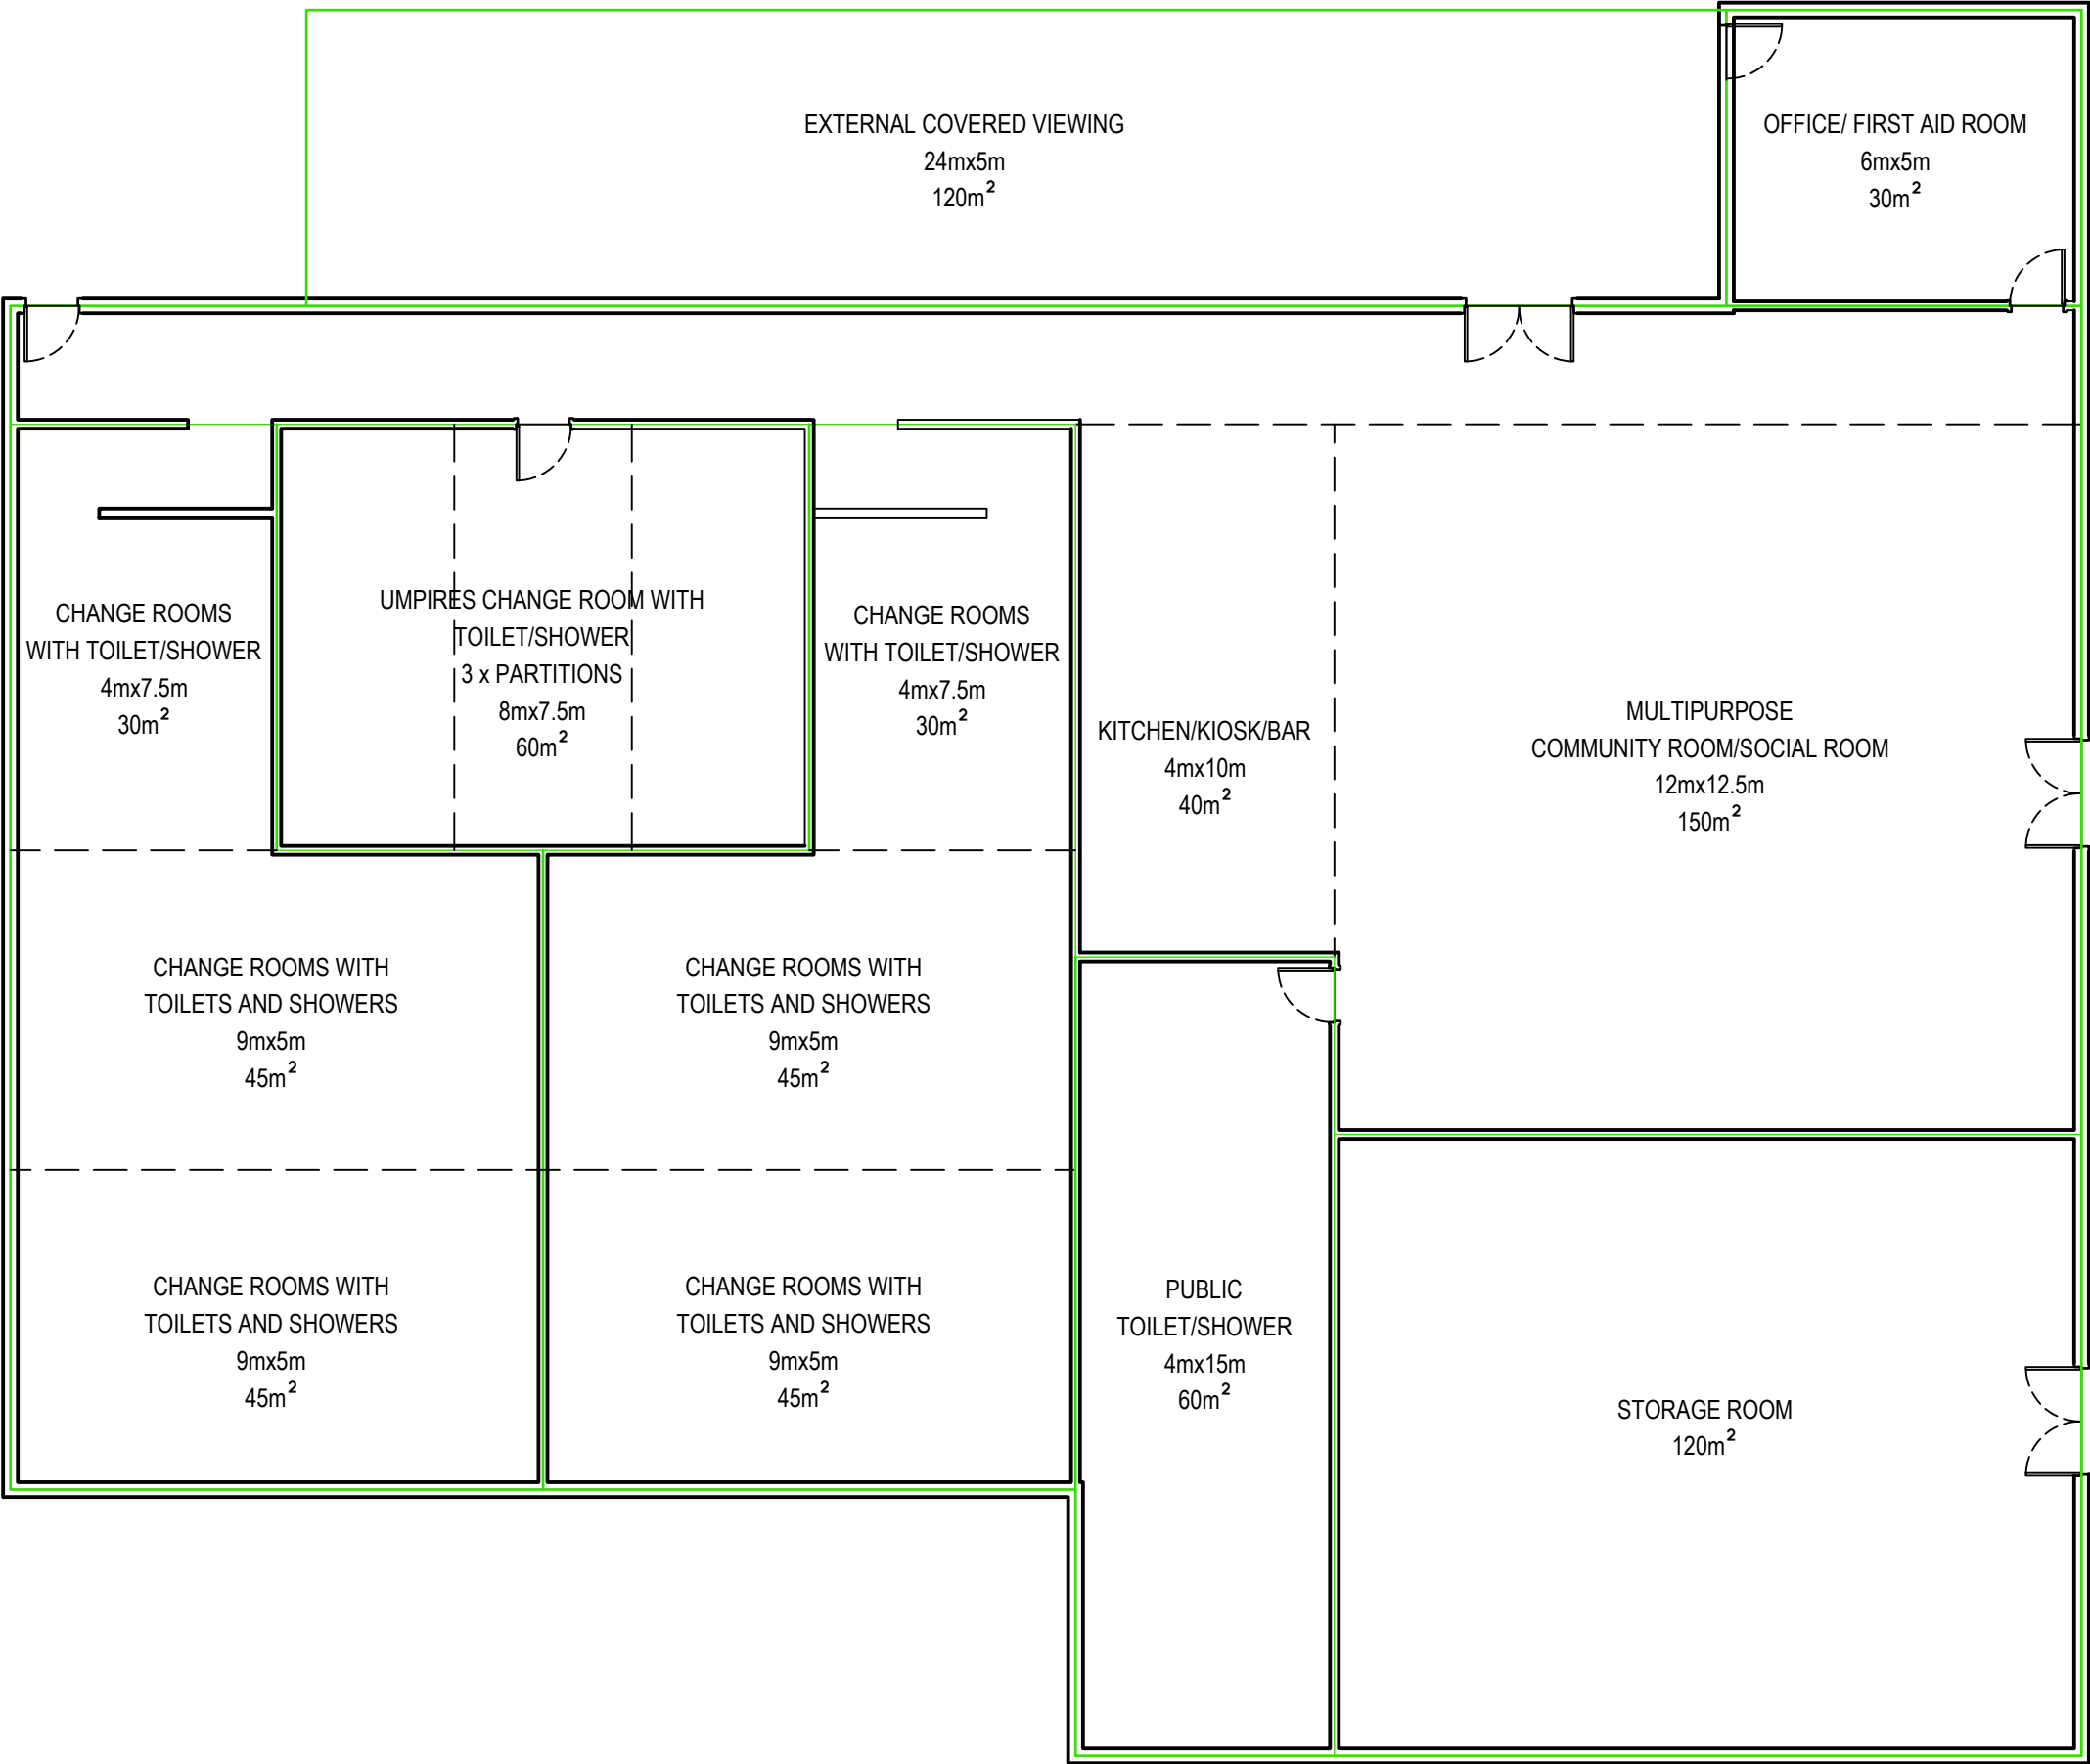 EXTERNAL COVERED VIEWING
24mx5m
120m²
OFFICE/ FIRST AID ROOM
6mx5m
30m²
CHANGE ROOMS
WITH TOILET/SHOWER
4mx7.5m
30m²
UMPIRES CHANGE ROOM WITH
TOILET/SHOWER
3 x PARTITIONS
8mx7.5m
60m²
CHANGE ROOMS
WITH TOILET/SHOWER
4mx7.5m
30m²
KITCHEN/KIOSK/BAR
4mx10m
40m²
MULTIPURPOSE
COMMUNITY ROOM/SOCIAL ROOM
12mx12.5m
150m²
CHANGE ROOMS WITH
TOILETS AND SHOWERS
9mx5m
45m²
CHANGE ROOMS WITH
TOILETS AND SHOWERS
9mx5m
45m²
CHANGE ROOMS WITH
TOILETS AND SHOWERS
9mx5m
45m²
CHANGE ROOMS WITH
TOILETS AND SHOWERS
9mx5m
45m²
PUBLIC
TOILET/SHOWER
4mx15m
60m²
STORAGE ROOM
120m²